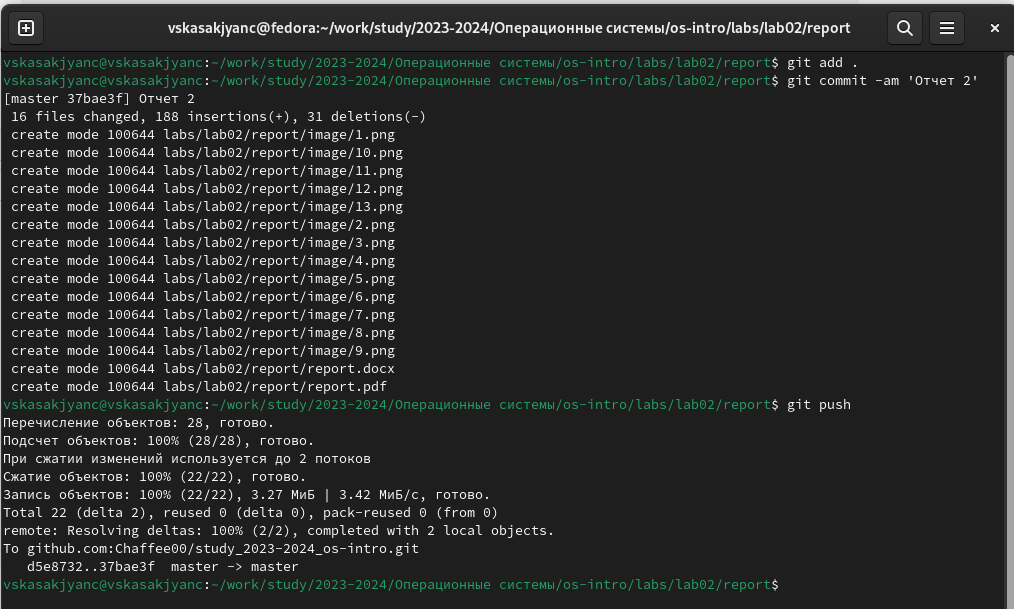 vskasakjyanc@fedora:~/work/study/2023-2024/Операционные системы/os-intro/labs/lab02/report
vskasakjyanc@vskasakjyanc:~/work/study/2023-2024/Операционные системы/os-intro/labs/lab02/report$ git add .
vskasakjyanc@vskasakjyanc:~/work/study/2023-2024/Операционные системы/os-intro/labs/lab02/report$ git commit -am 'Отчет 2'
[master 37bae3f] Отчет 2
 16 files changed, 188 insertions(+), 31 deletions(-)
 create mode 100644 labs/lab02/report/image/1.png
 create mode 100644 labs/lab02/report/image/10.png
 create mode 100644 labs/lab02/report/image/11.png
 create mode 100644 labs/lab02/report/image/12.png
 create mode 100644 labs/lab02/report/image/13.png
 create mode 100644 labs/lab02/report/image/2.png
 create mode 100644 labs/lab02/report/image/3.png
 create mode 100644 labs/lab02/report/image/4.png
 create mode 100644 labs/lab02/report/image/5.png
 create mode 100644 labs/lab02/report/image/6.png
 create mode 100644 labs/lab02/report/image/7.png
 create mode 100644 labs/lab02/report/image/8.png
 create mode 100644 labs/lab02/report/image/9.png
 create mode 100644 labs/lab02/report/report.docx
 create mode 100644 labs/lab02/report/report.pdf
vskasakjyanc@vskasakjyanc:~/work/study/2023-2024/Операционные системы/os-intro/labs/lab02/report$ git push
Перечисление объектов: 28, готово.
Подсчет объектов: 100% (28/28), готово.
При сжатии изменений используется до 2 потоков
Сжатие объектов: 100% (22/22), готово.
Запись объектов: 100% (22/22), 3.27 МиБ | 3.42 МиБ/с, готово.
Total 22 (delta 2), reused 0 (delta 0), pack-reused 0 (from 0)
remote: Resolving deltas: 100% (2/2), completed with 2 local objects.
To github.com:Chaffee00/study_2023-2024_os-intro.git
   d5e8732..37bae3f  master -> master
vskasakjyanc@vskasakjyanc:~/work/study/2023-2024/Операционные системы/os-intro/labs/lab02/report$